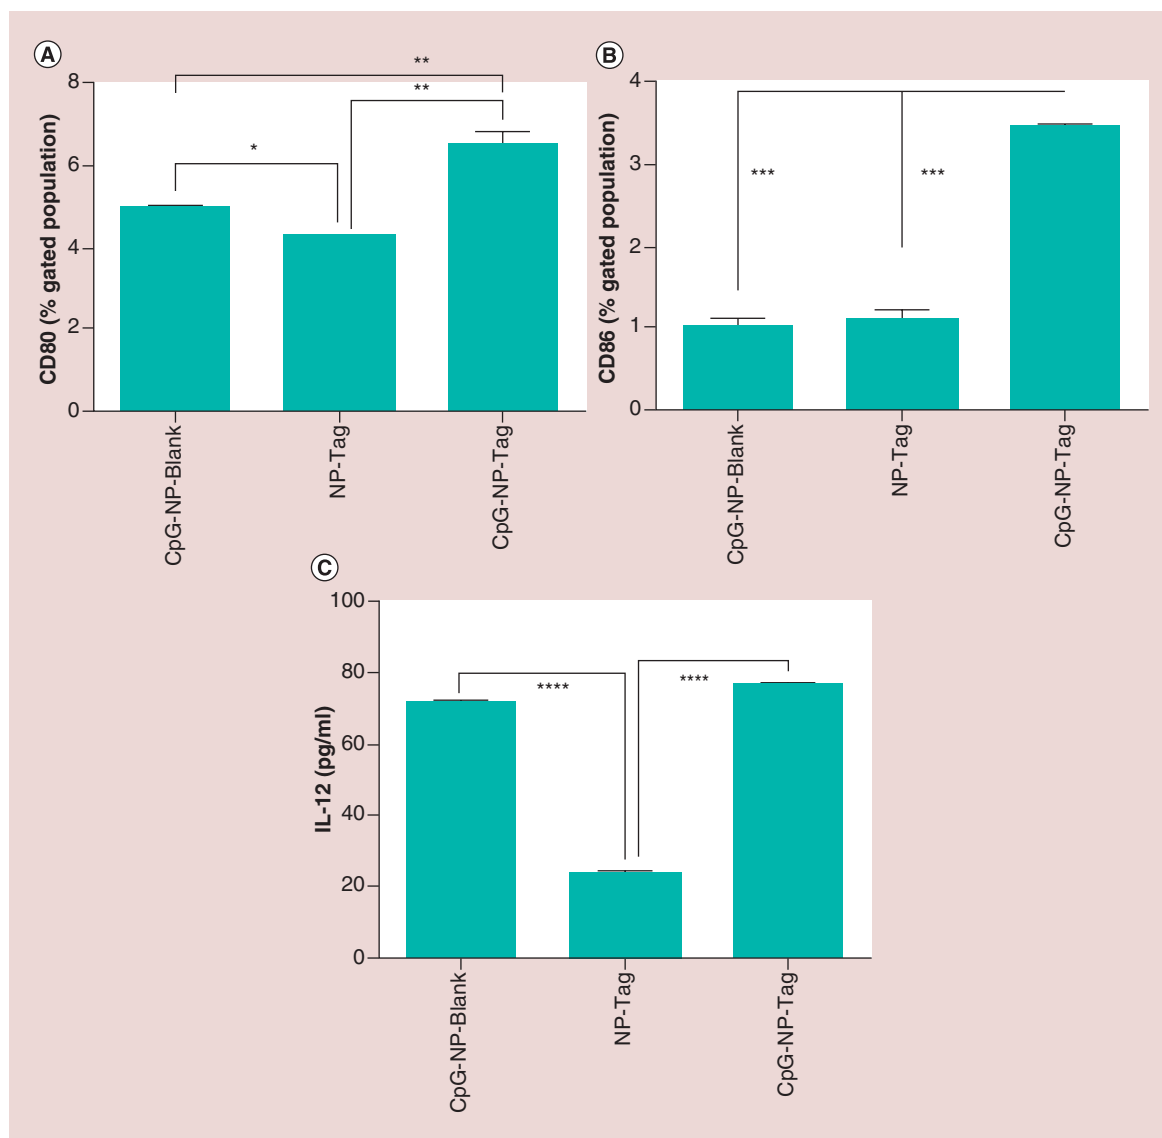 A
CD80 (% gated population)
8
6
4
2
0
**
**
*
CpG-NP-Blank
NP-Tag
CpG-NP-Tag
B
CD86 (% gated population)
4
3
2
1
0
***
***
CpG-NP-Blank
NP-Tag
CpG-NP-Tag
C
IL-12 (pg/ml)
100
80
60
40
20
0
****
****
CpG-NP-Blank
NP-Tag
CpG-NP-Tag